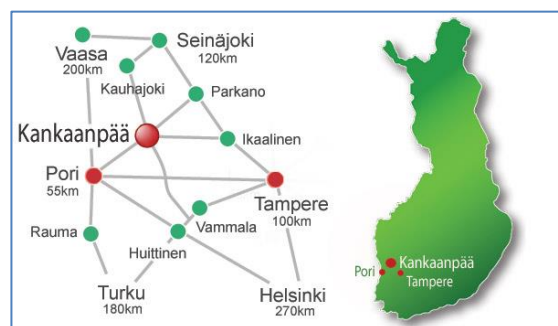 Vaasa
200km
Seinäjoki
120km
Kauhajoki
Parkano
Kankaanpää
Ikaalinen
Pori
55km
Tampere
100km
Vammala
Rauma
Huittinen
Turku
180km
Helsinki
270km
Kankaanpää
Pori
Tampere